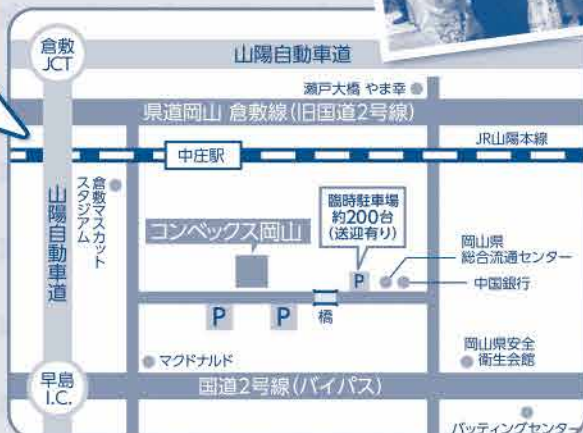 倉敷
JCT
山陽自動車道
瀬戸大橋 やま幸
県道岡山 倉敷線(旧国道2号線)
JR山陽本線
中庄駅
倉敷マスカット
スタジアム
山陽自動車道
臨時駐車場
約200台
(送迎有り)
コンベックス岡山
岡山県
総合流通センター
P
中国銀行
P
P
橋
岡山県安全
衛生会館
マクドナルド
早島
I.C.
国道2号線(バイパス)
バッティングセンター